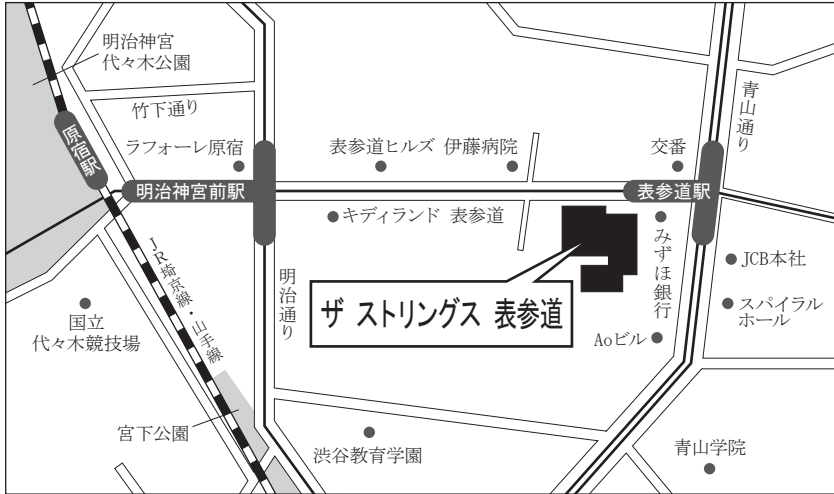 明治神宮
代々木公園
竹下通り
原宿駅
ラフォーレ原宿
表参道ヒルズ
伊藤病院
交番
青山通り
明治神宮前駅
表参道駅
キディランド 表参道
みずほ銀行
JCB本社
スパイラル
ホール
JR埼京線・山手線
明治通り
ザ ストリングス 表参道
Aoビル
国立
代々木競技場
宮下公園
渋谷教育学園
青山学院